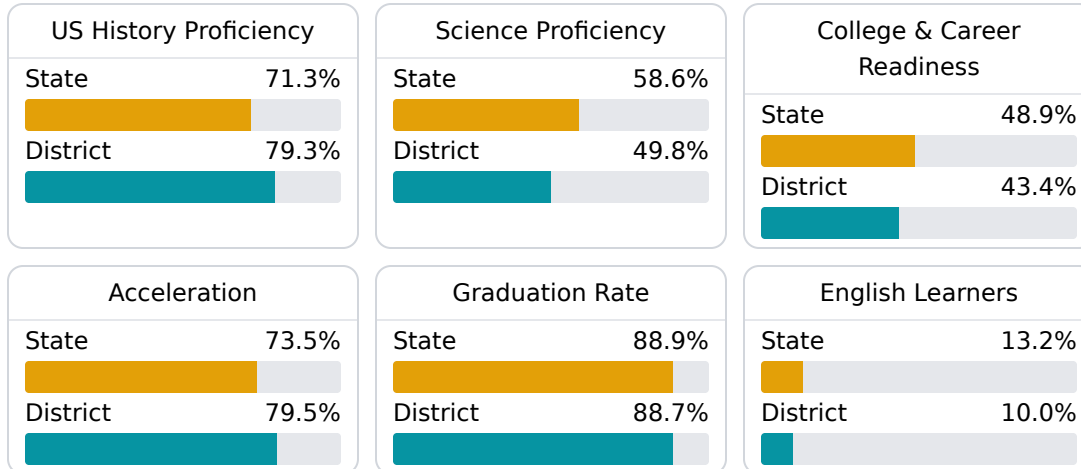 US History Proficiency
State 71.3%
District 79.3%
Science Proficiency
State 58.6%
District 49.8%
College & Career
Readiness
State 48.9%
District 43.4%
Acceleration
State 73.5%
District 79.5%
Graduation Rate
State 88.9%
District 88.7%
English Learners
State 13.2%
District 10.0%